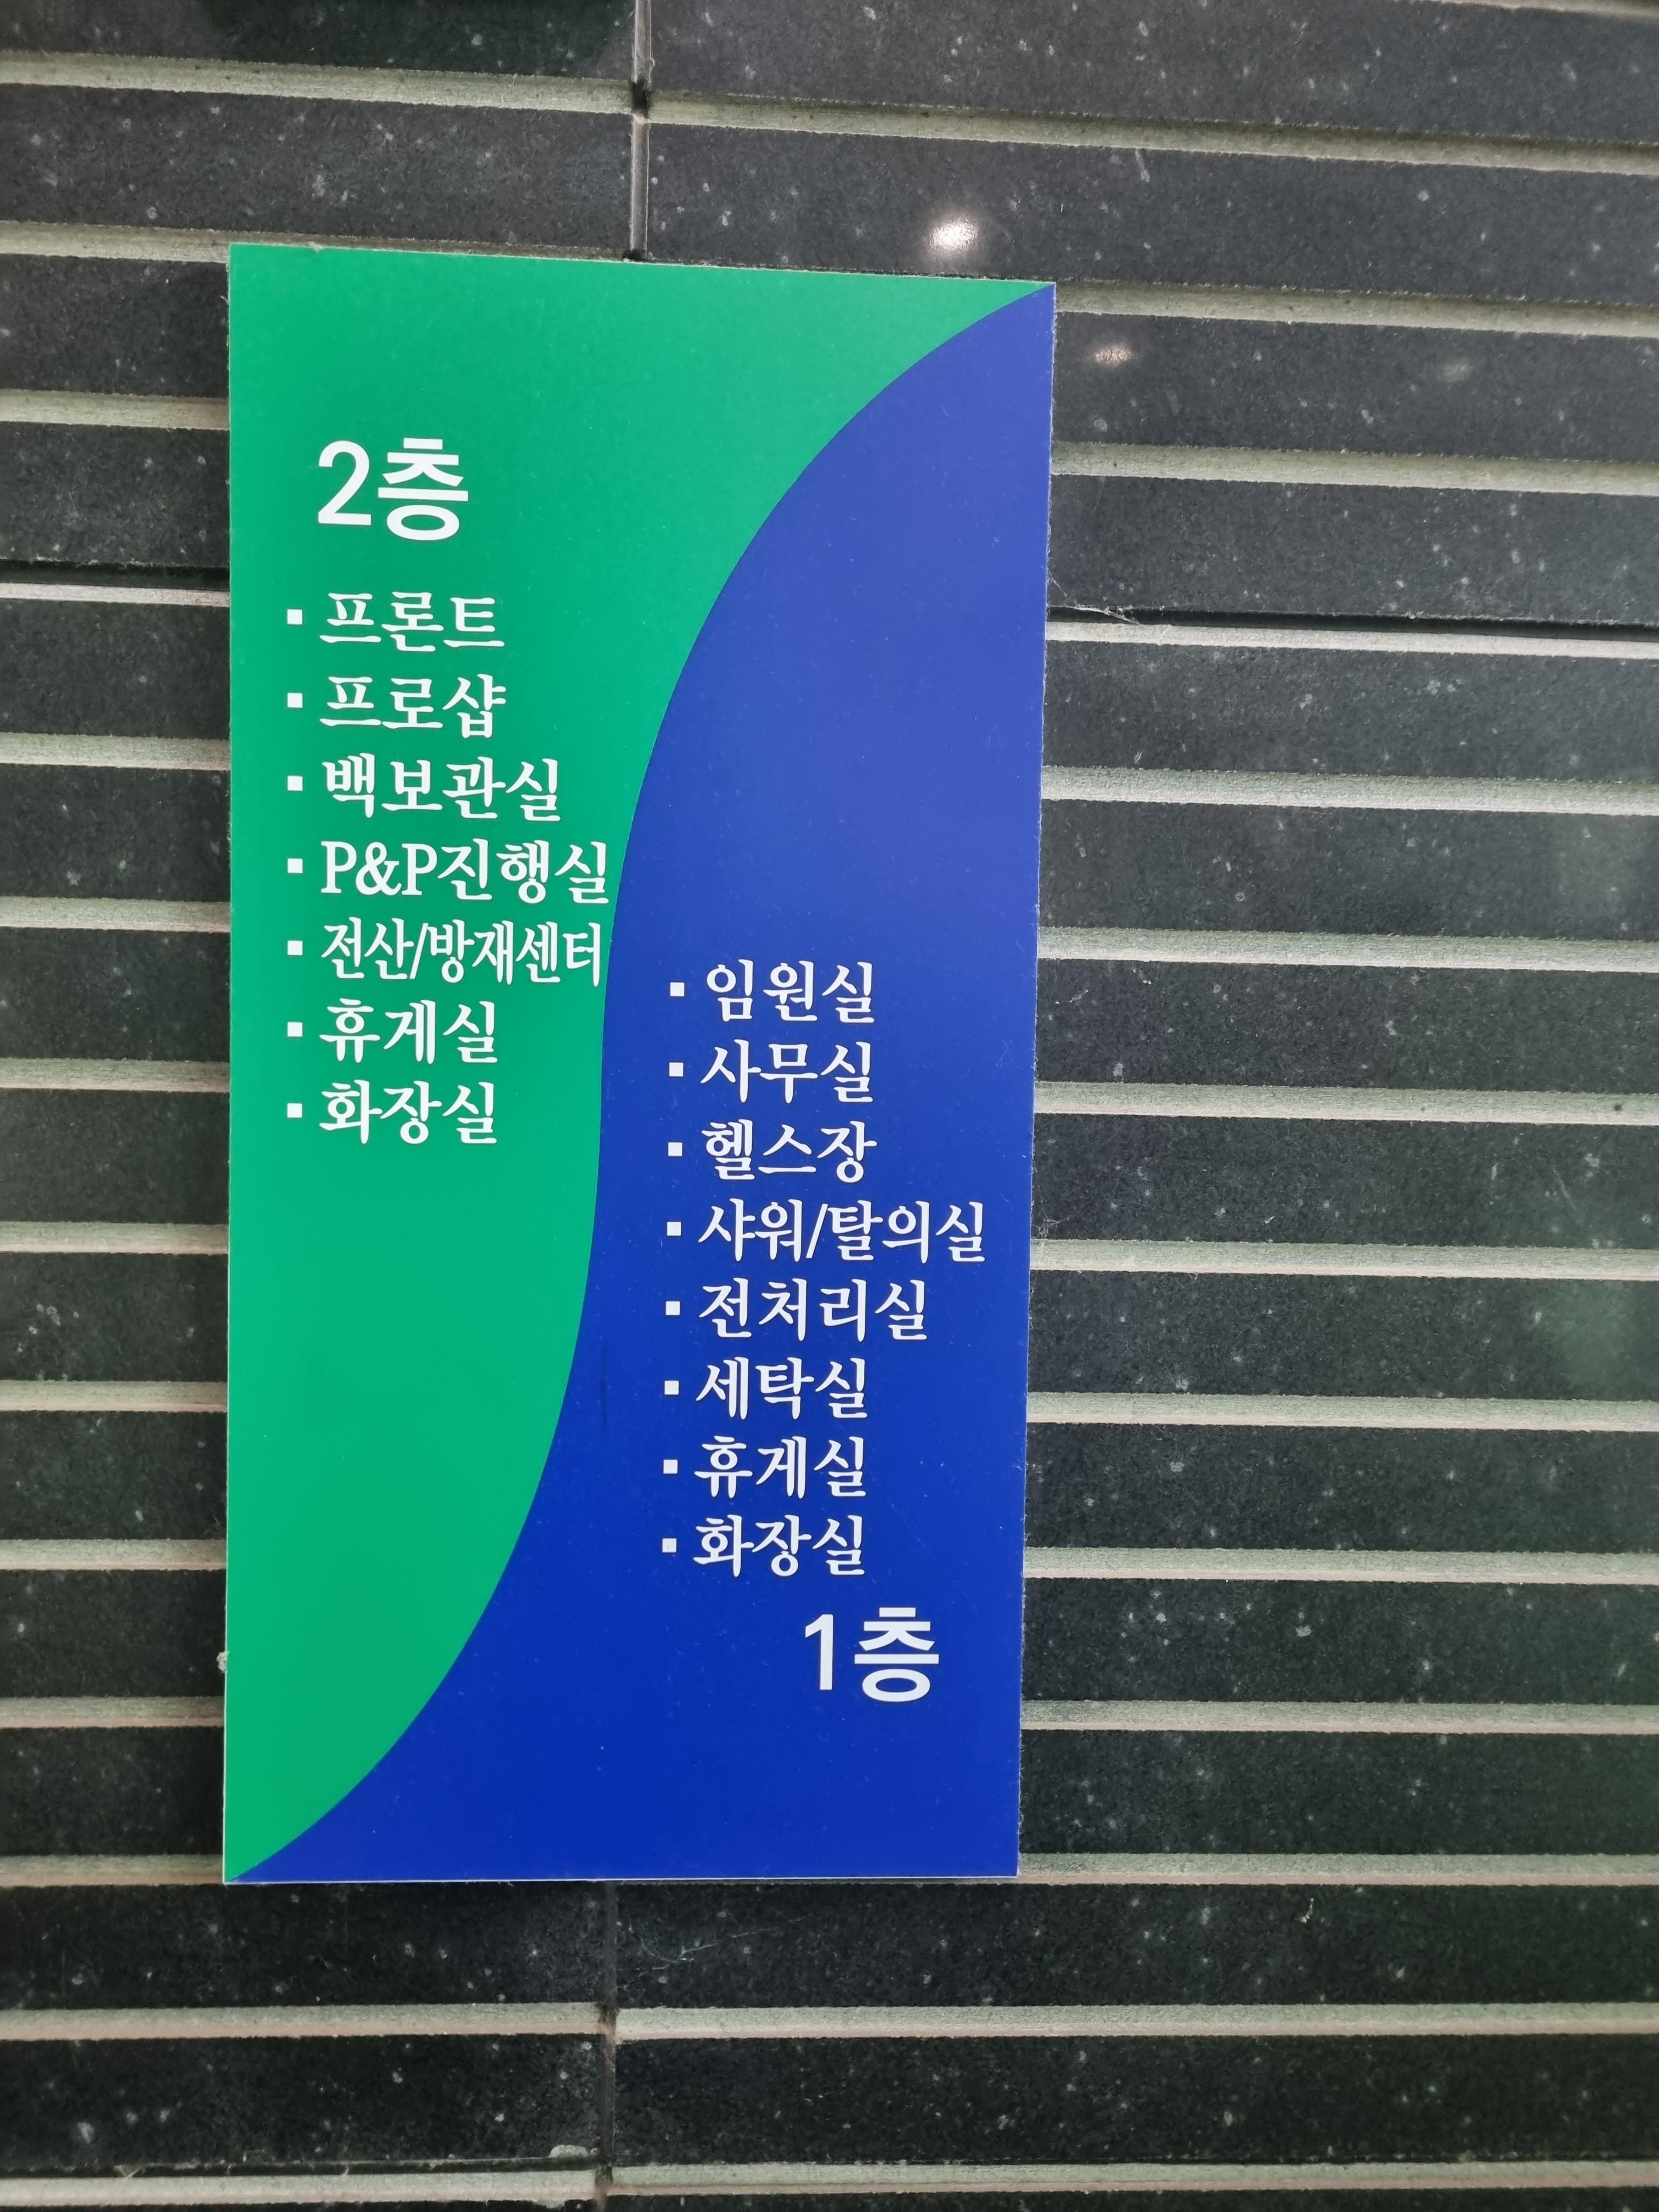 2층
▪ 프론트
▪ 프로샵
▪ 백보관실
▪ P&P진행실
▪ 전산/방재센터
▪ 휴게실
▪ 화장실
▪ 임원실
▪ 사무실
▪ 헬스장
▪ 샤워/탈의실
▪ 전처리실
▪ 세탁실
▪ 휴게실
▪ 화장실
1층